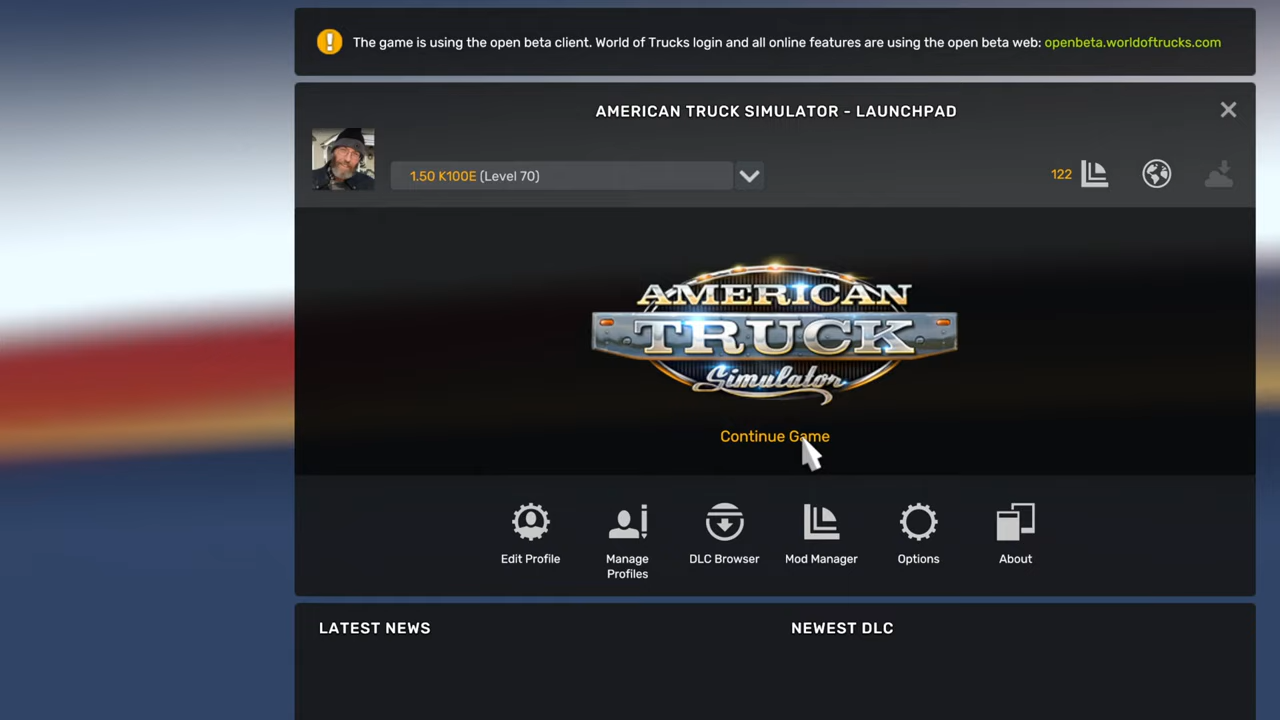 The game is using the open beta client. World of Trucks login and all online features are using the open beta web: openbeta.worldoftrucks.com
AMERICAN TRUCK SIMULATOR - LAUNCHPAD
1.50 K100E (Level 70)
122
AMERICAN
TRUCK
Simulator
Continue Game
Edit Profile
Manage
Profiles
DLC Browser
Mod Manager
Options
About
LATEST NEWS
NEWEST DLC